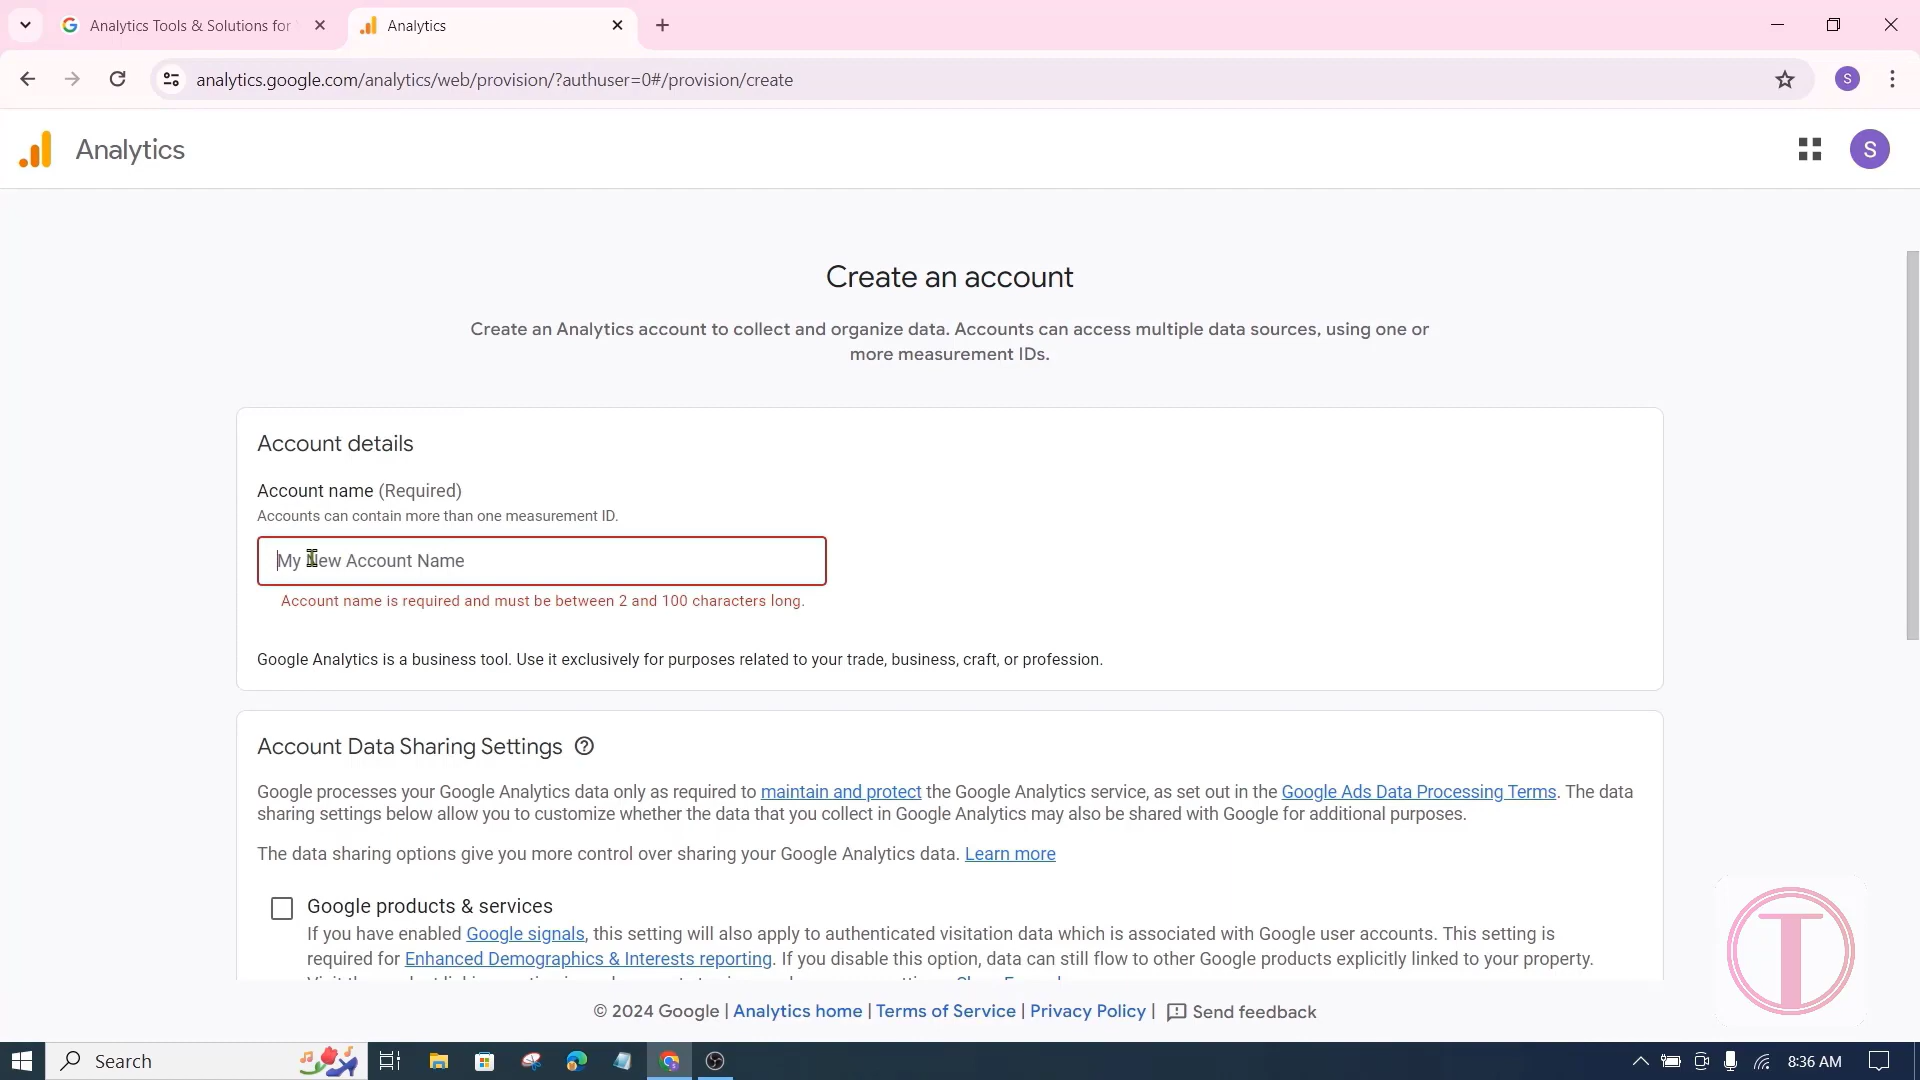 Analytics Tools & Solutions for
Analytics
analytics.google.com/analytics/web/provision/?authuser=0#/provision/create
S
Analytics
S
Create an account
Create an Analytics account to collect and organize data. Accounts can access multiple data sources, using one or
more measurement IDs.
Account details
Account name (Required)
Accounts can contain more than one measurement ID.
My New Account Name
Account name is required and must be between 2 and 100 characters long.
Google Analytics is a business tool. Use it exclusively for purposes related to your trade, business, craft, or profession.
Account Data Sharing Settings
Google processes your Google Analytics data only as required to maintain and protect the Google Analytics service, as set out in the Google Ads Data Processing Terms. The data
sharing settings below allow you to customize whether the data that you collect in Google Analytics may also be shared with Google for additional purposes.
The data sharing options give you more control over sharing your Google Analytics data. Learn more
Google products & services
If you have enabled Google signals, this setting will also apply to authenticated visitation data which is associated with Google user accounts. This setting is
required for Enhanced Demographics & Interests reporting. If you disable this option, data can still flow to other Google products explicitly linked to your property.
T
© 2024 Google | Analytics home | Terms of Service | Privacy Policy | Send feedback
Search
8:36 AM